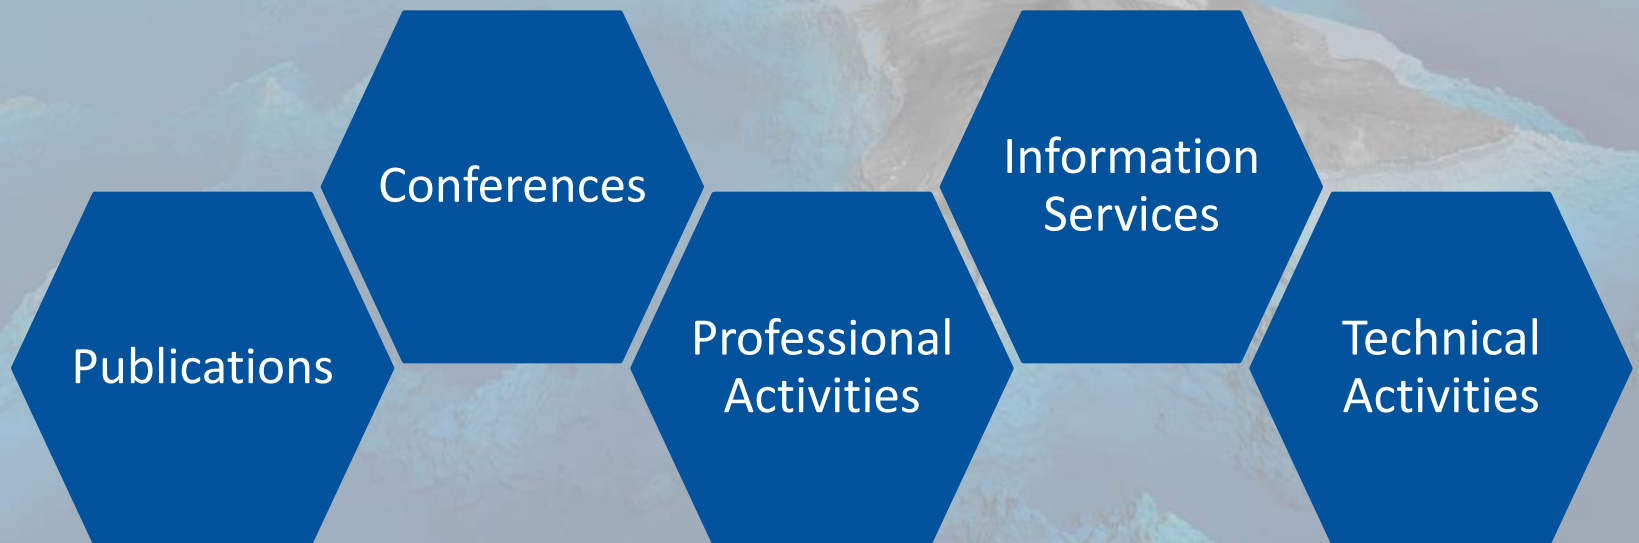 Publications
Conferences
Professional
Activities
Information
Services
Technical
Activities